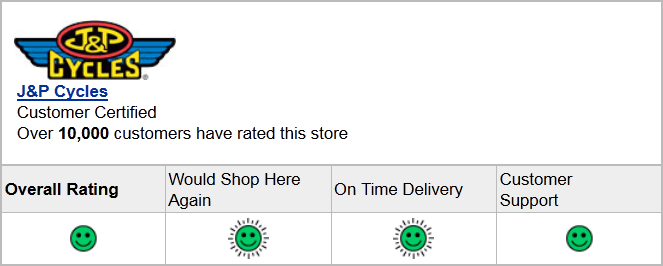 J&P
CYCLES®
J&P Cycles
Customer Certified
Over 10,000 customers have rated this store
Overall Rating
Would Shop Here
Again
On Time Delivery
Customer
Support